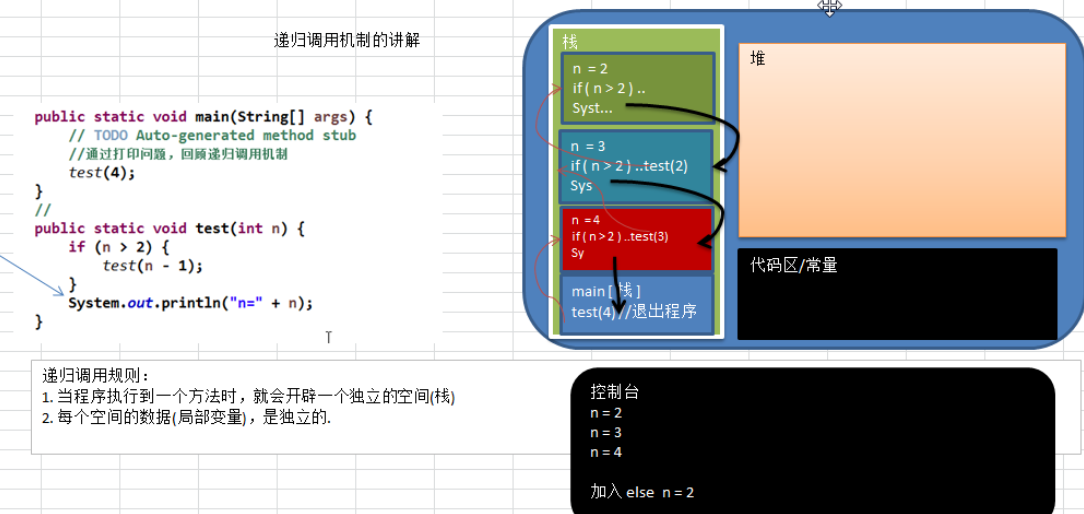 递归调用机制的讲解
public static void main(String[] args) {
// TODO Auto-generated method stub
//通过打印问题，回顾递归调用机制
test(4);
}
//
public static void test(int n) {
if (n > 2) {
test(n - 1);
}
System.out.println("n=" + n);
}
递归调用规则：
1. 当程序执行到一个方法时，就会开辟一个独立的空间(栈)
2. 每个空间的数据(局部变量)，是独立的.
栈
n = 2
if ( n > 2 ) ..
Syst...
n = 3
if ( n > 2 ) ..test(2)
Sys
n = 4
if ( n > 2 ) ..test(3)
Sy
main [ 栈 ]
test(4) //退出程序
堆
代码区/常量
控制台
n = 2
n = 3
n = 4
加入 else n = 2